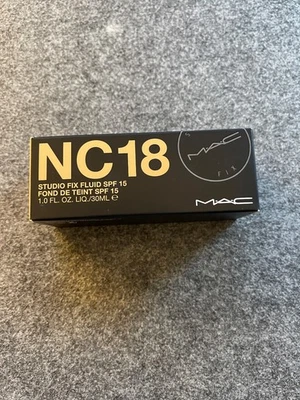 NC18
STUDIO FIX FLUID SPF 15
FOND DE TEINT SPF 15
1.0 FL. OZ. LIQ./30ML ℮
MAC
FIX
MAC